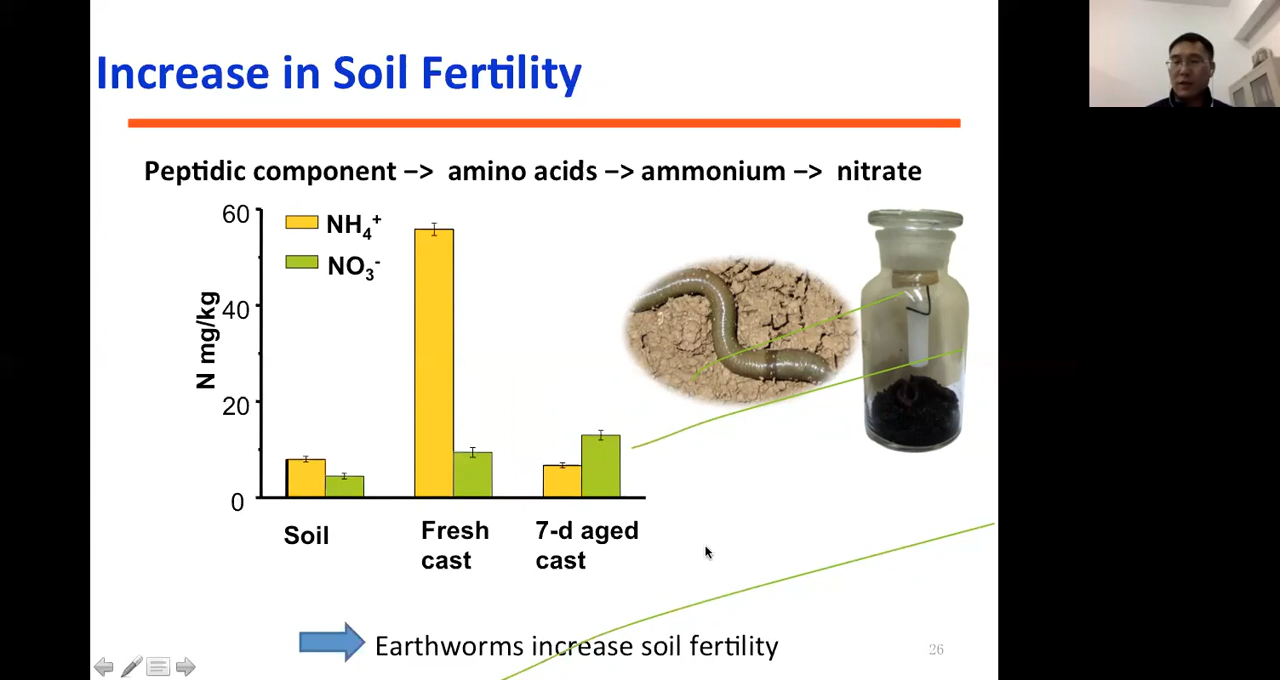 Increase in Soil Fertility
Peptidic component −> amino acids −> ammonium −> nitrate
60
40
20
0
N mg/kg
NH₄⁺
NO₃⁻
Soil
Fresh
cast
7-d aged
cast
Earthworms increase soil fertility
26